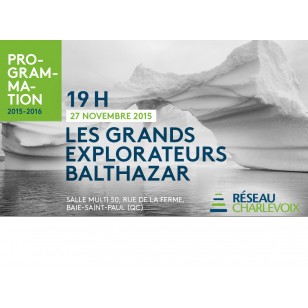 PRO-
GRAM-
MA-
TION
2015-2016
19 H
27 NOVEMBRE 2015
LES GRANDS
EXPLORATEURS
BALTHAZAR
SALLE MULTI 50, RUE DE LA FERME,
BAIE-SAINT-PAUL (QC)
RÉSEAU
CHARLEVOIX